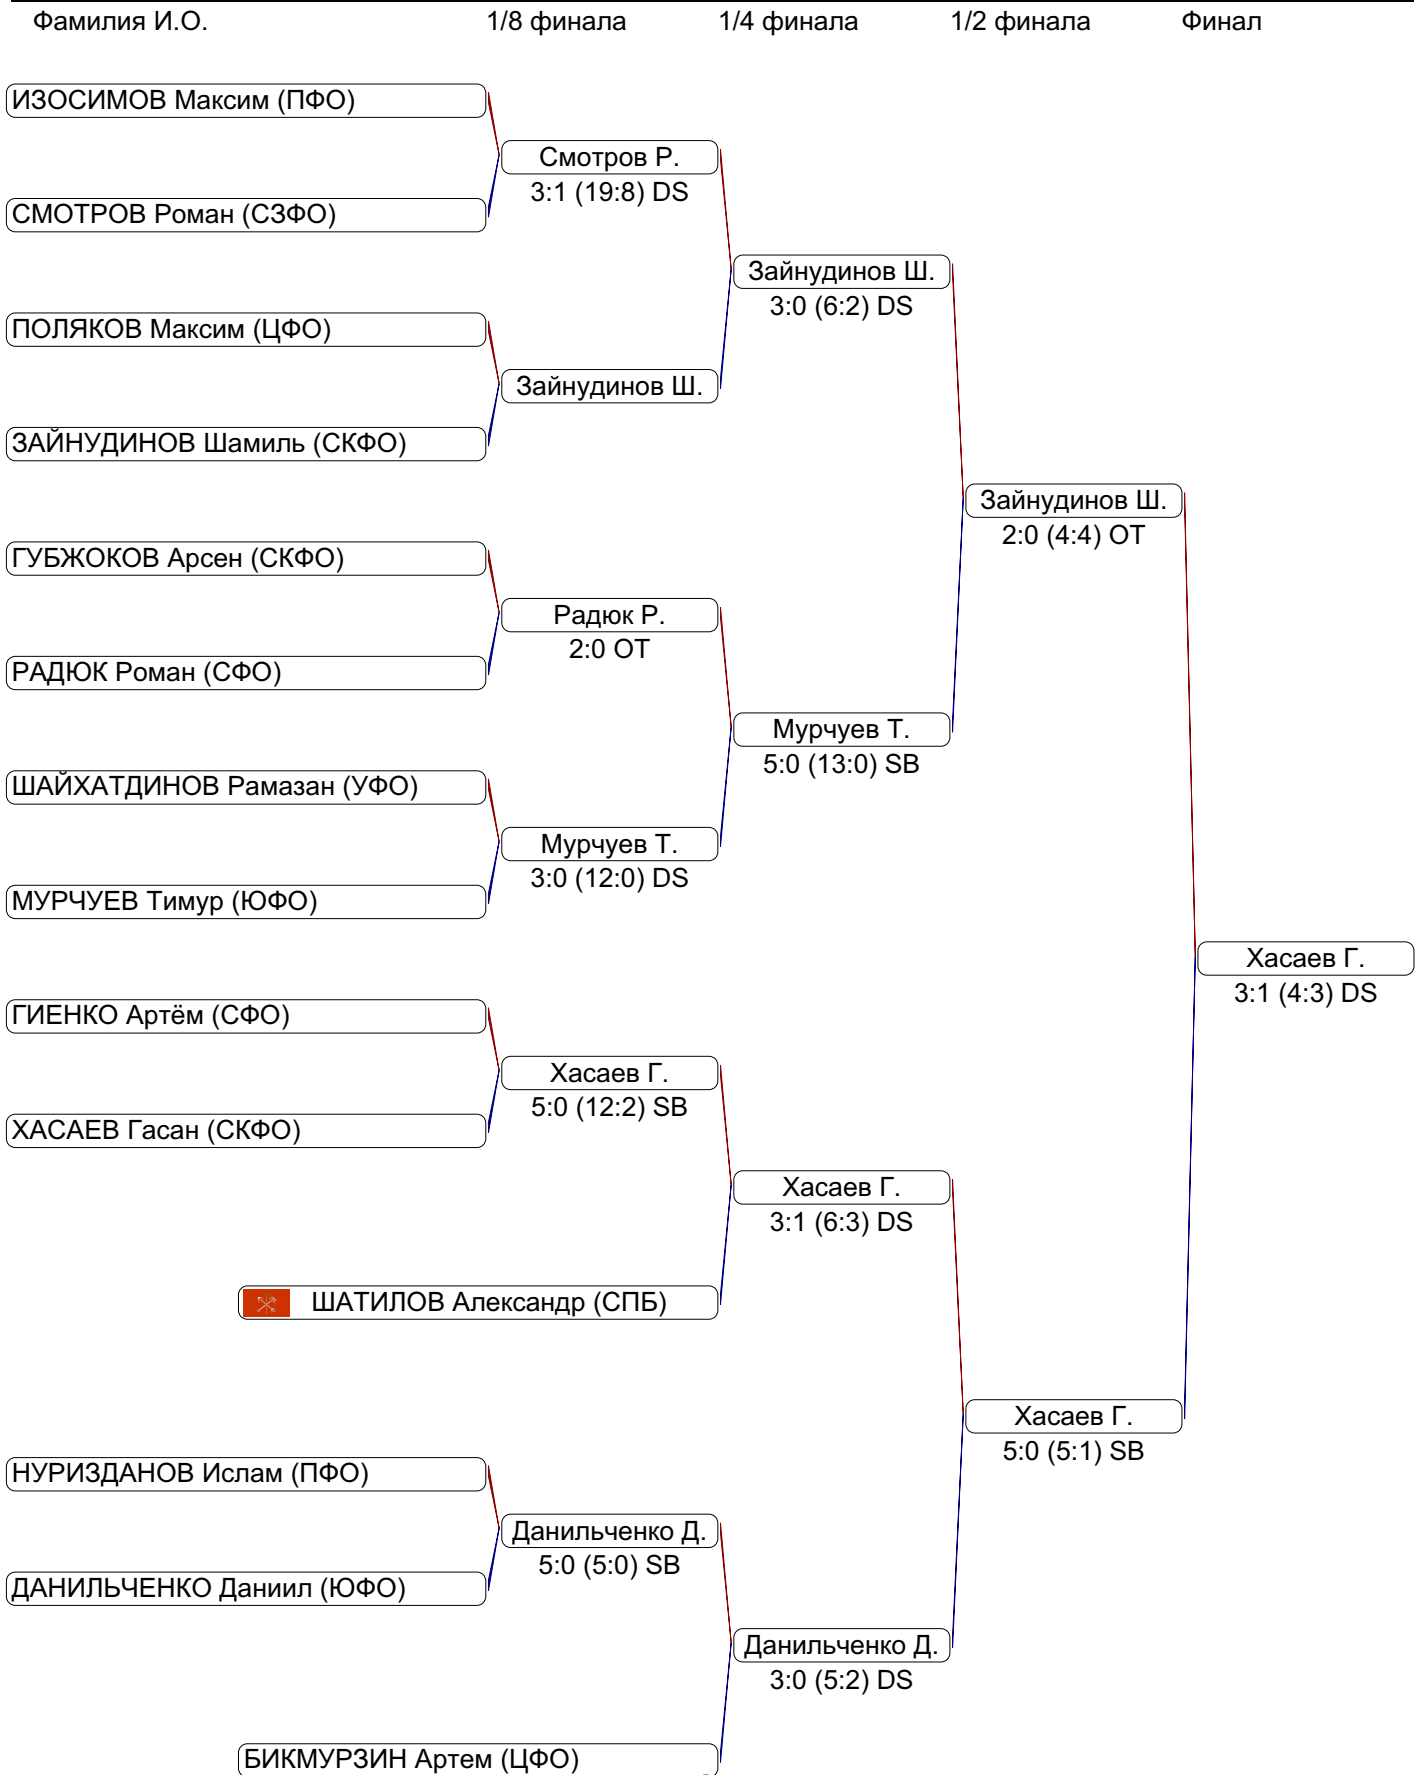 Фамилия И.О. 1/8 финала 1/4 финала 1/2 финала Финал
ИЗОСИМОВ Максим (ПФО)
Смотров Р.
3:1 (19:8) DS
СМОТРОВ Роман (СЗФО)
Зайнудинов Ш.
3:0 (6:2) DS
ПОЛЯКОВ Максим (ЦФО)
Зайнудинов Ш.
ЗАЙНУДИНОВ Шамиль (СКФО)
Зайнудинов Ш.
2:0 (4:4) OT
ГУБЖОКОВ Арсен (СКФО)
Радюк Р.
2:0 OT
РАДЮК Роман (СФО)
Мурчуев Т.
5:0 (13:0) SB
ШАЙХАТДИНОВ Рамазан (УФО)
Мурчуев Т.
3:0 (12:0) DS
МУРЧУЕВ Тимур (ЮФО)
Хасаев Г.
3:1 (4:3) DS
ГИЕНКО Артём (СФО)
Хасаев Г.
5:0 (12:2) SB
ХАСАЕВ Гасан (СКФО)
Хасаев Г.
3:1 (6:3) DS
ШАТИЛОВ Александр (СПБ)
Хасаев Г.
5:0 (5:1) SB
НУРИЗДАНОВ Ислам (ПФО)
Данильченко Д.
5:0 (5:0) SB
ДАНИЛЬЧЕНКО Даниил (ЮФО)
Данильченко Д.
3:0 (5:2) DS
БИКМУРЗИН Артем (ЦФО)